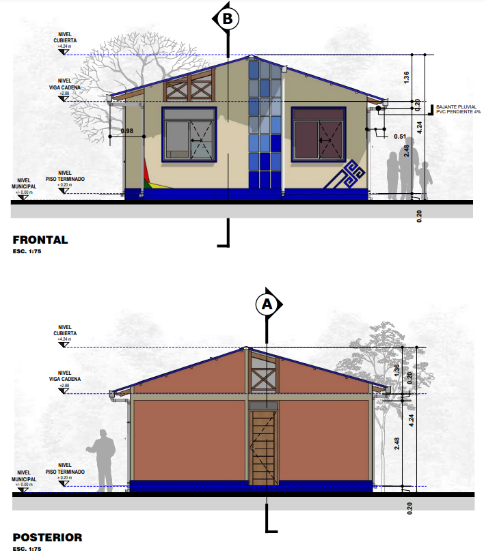 B
NIVEL
CUBIERTA
+4.24 m
NIVEL
VIGA CADENA
+2.88
1.36
0.20
BAJANTE PLUVIAL
PVC PENDIENTE 4%
4.24
0.98
0.51
2.48
NIVEL
MUNICIPAL
+- 0.00 m
NIVEL
PISO TERMINADO
+ 0.20 m
0.20
FRONTAL
ESC. 1:75
A
NIVEL
CUBIERTA
+4.24 m
NIVEL
VIGA CADENA
+2.88
1.36
0.20
4.24
2.48
NIVEL
MUNICIPAL
+- 0.00 m
NIVEL
PISO TERMINADO
+ 0.20 m
0.20
POSTERIOR
ESC. 1:75